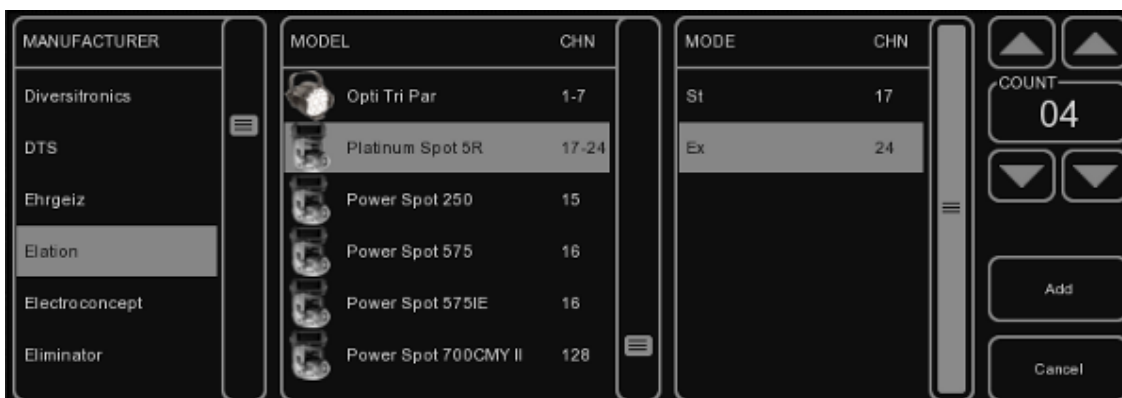 MANUFACTURER
Diversitronics
DTS
Ehrgeiz
Elation
Electroconcept
Eliminator
MODEL CHN
Opti Tri Par 1-7
Platinum Spot 5R 17-24
Power Spot 250 15
Power Spot 575 16
Power Spot 575IE 16
Power Spot 700CMY II 128
MODE CHN
St 17
Ex 24
COUNT
04
Add
Cancel